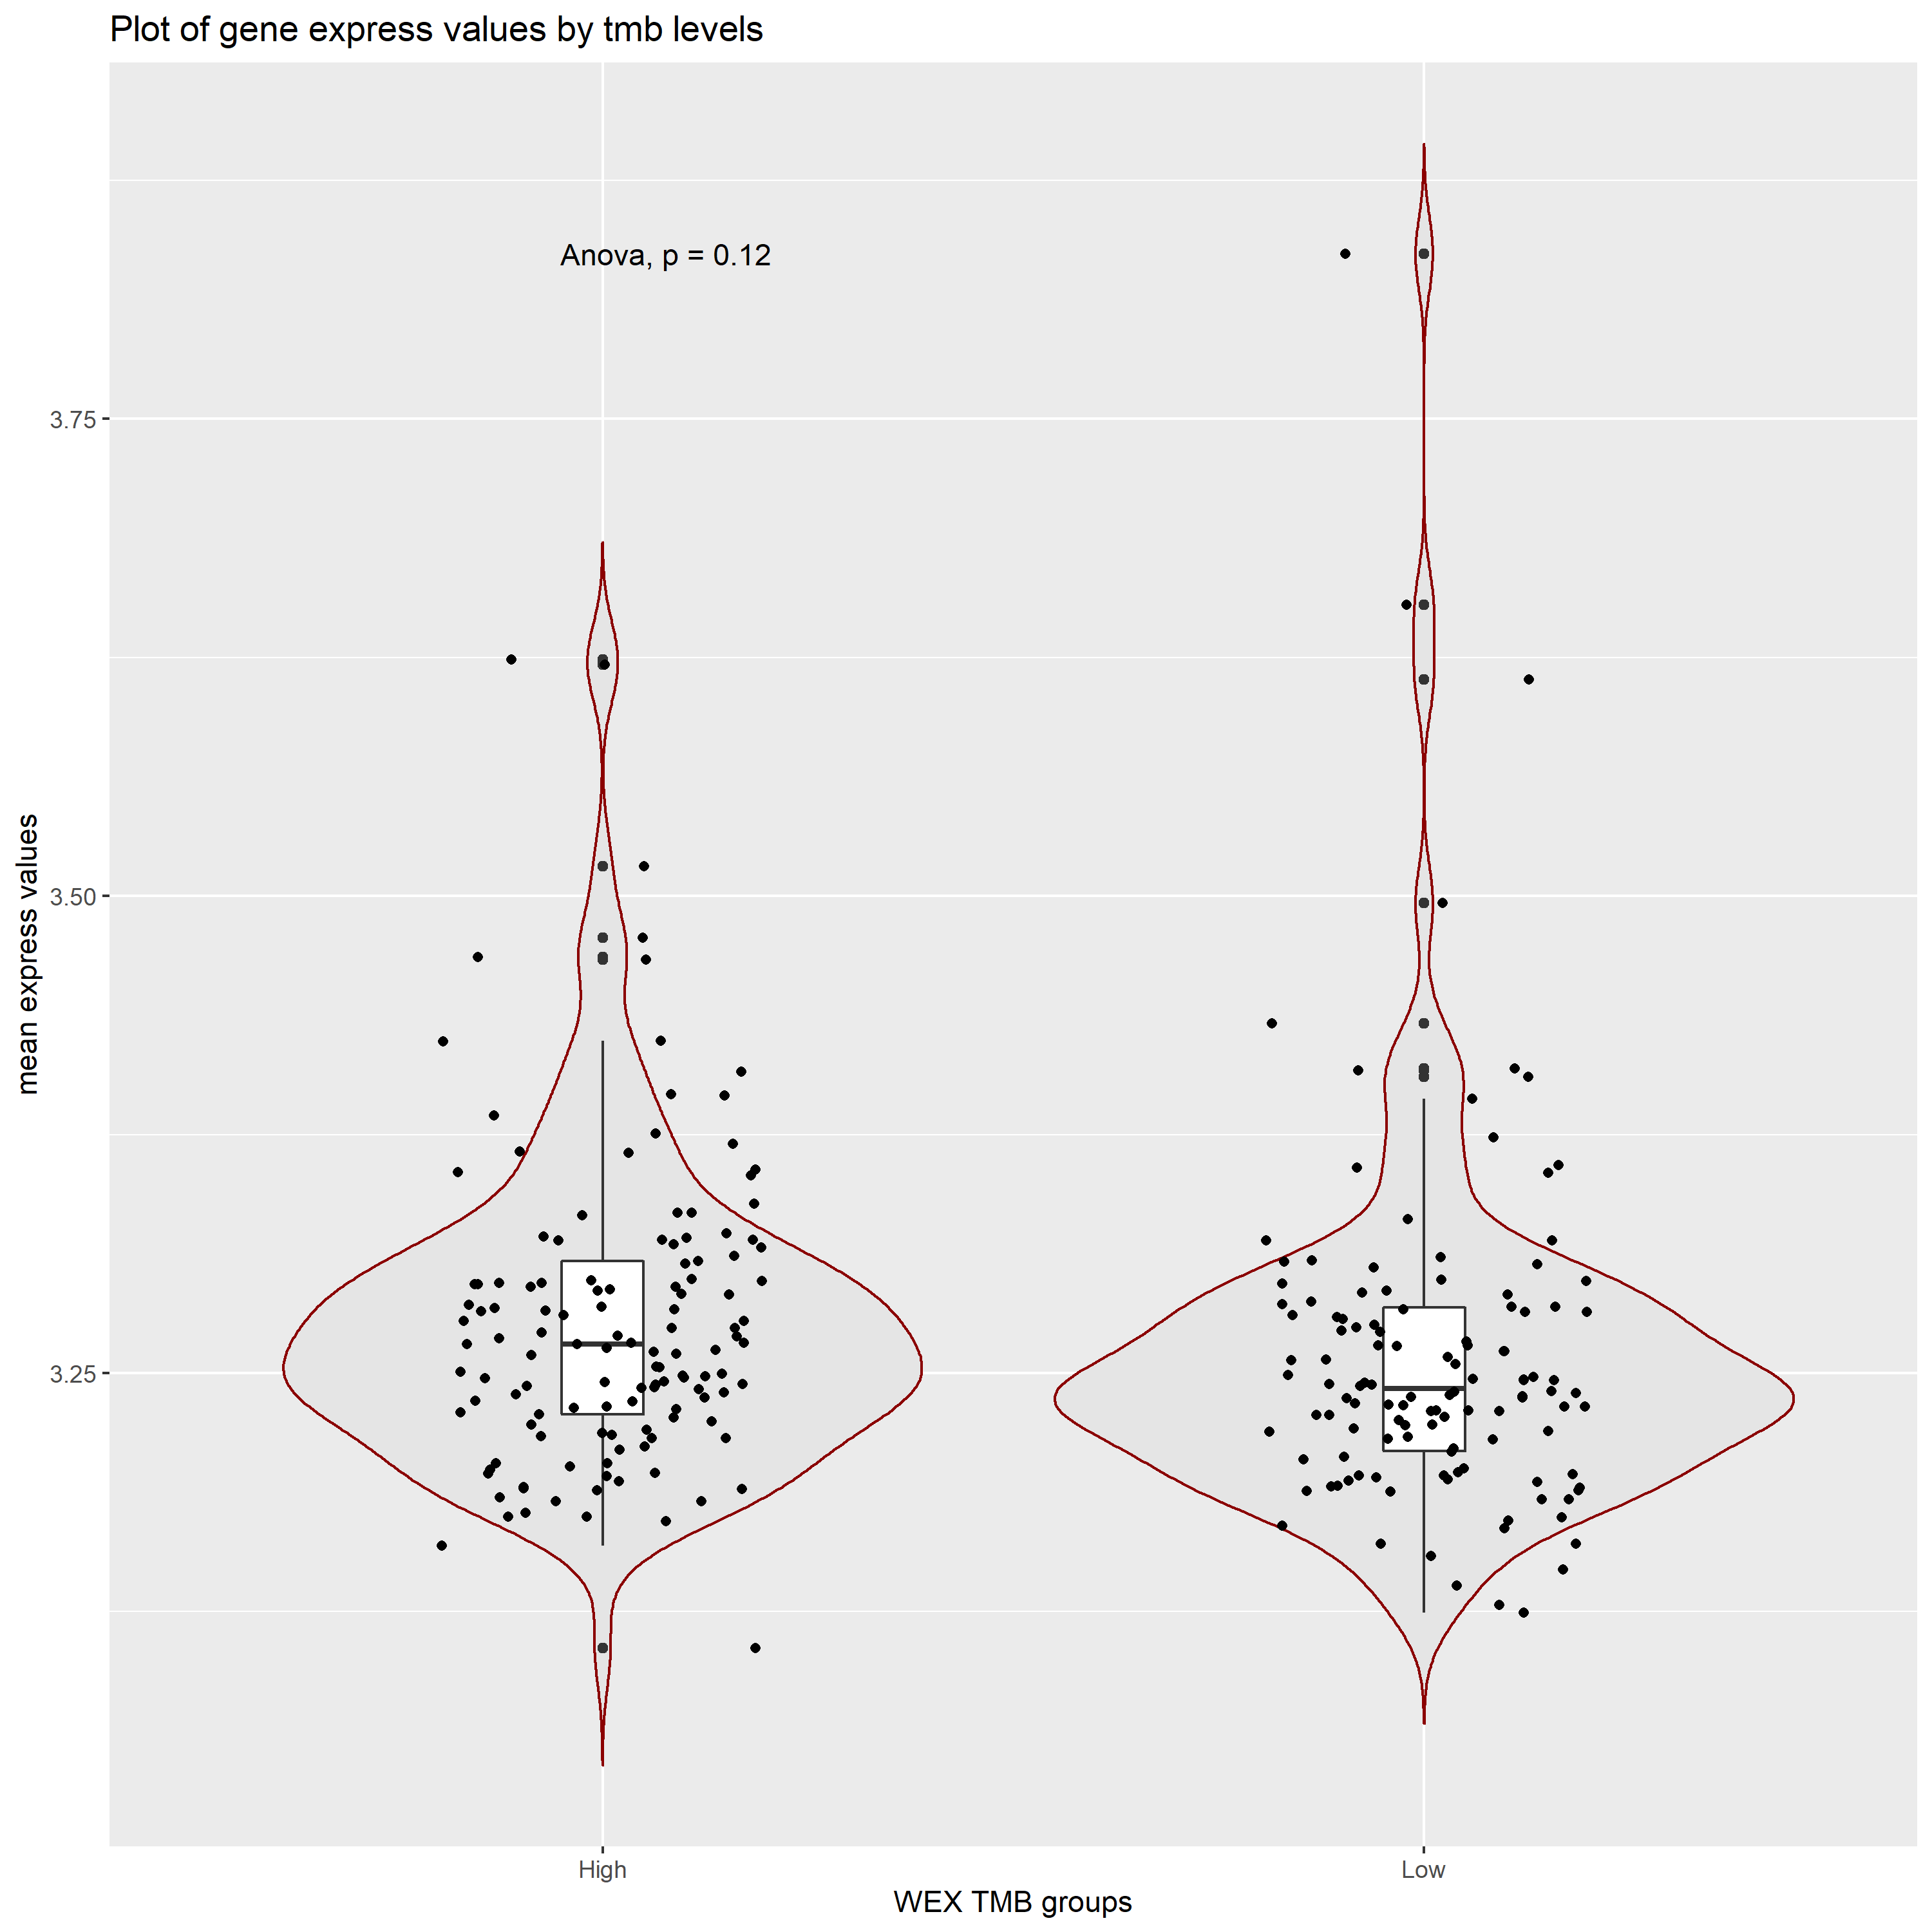 Plot of gene express values by tmb levels
Anova, p = 0.12
mean express values
3.75
3.50
3.25
High
Low
WEX TMB groups